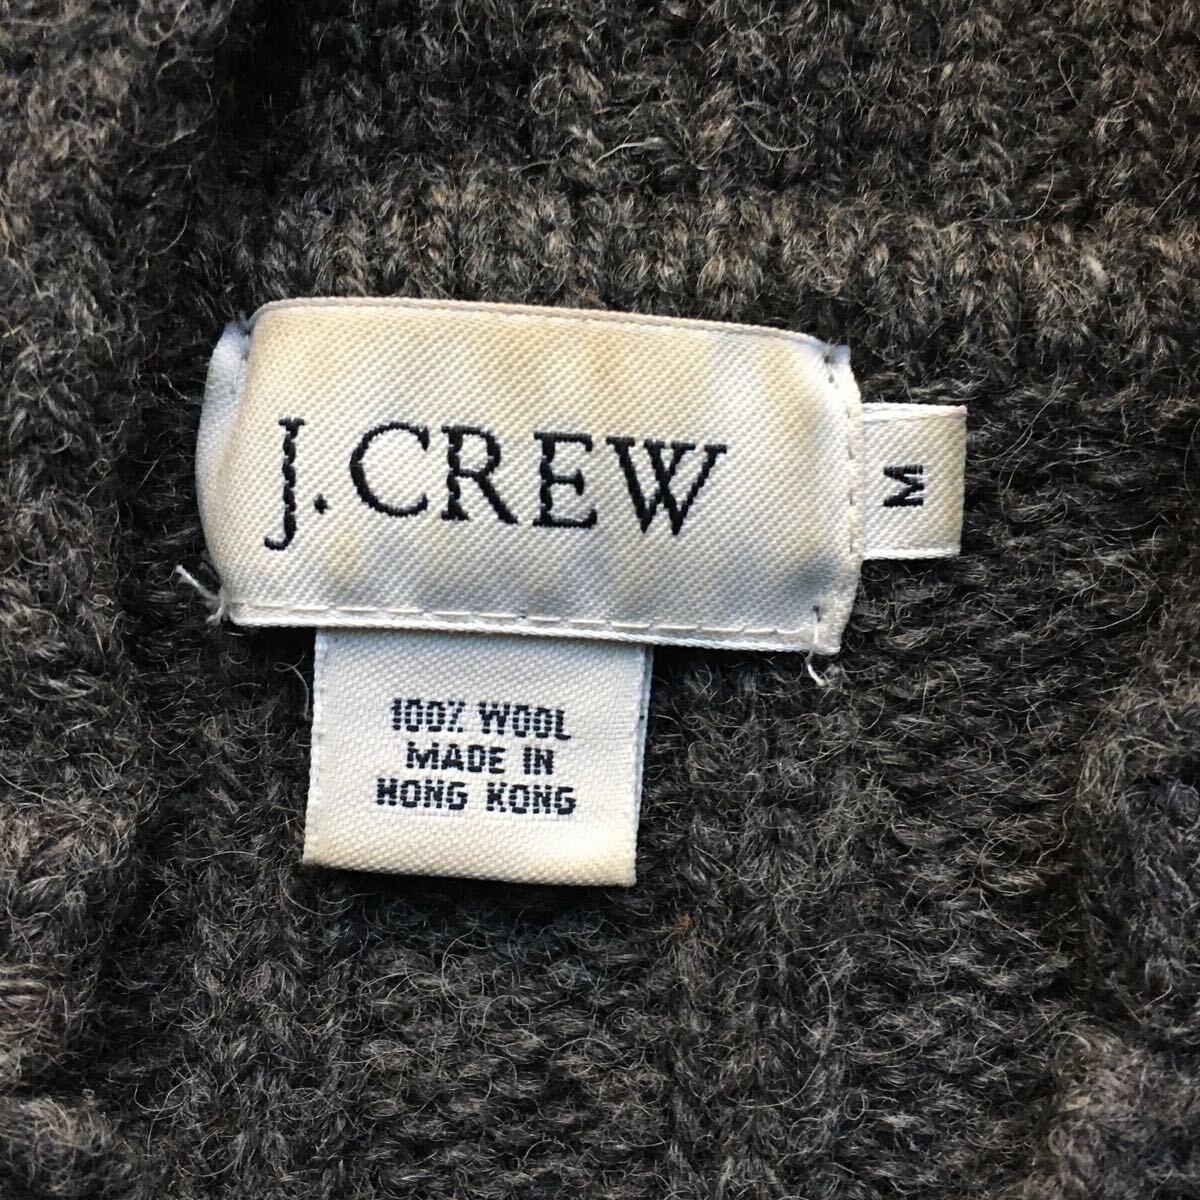 J.CREW
M
100% WOOL
MADE IN
HONG KONG